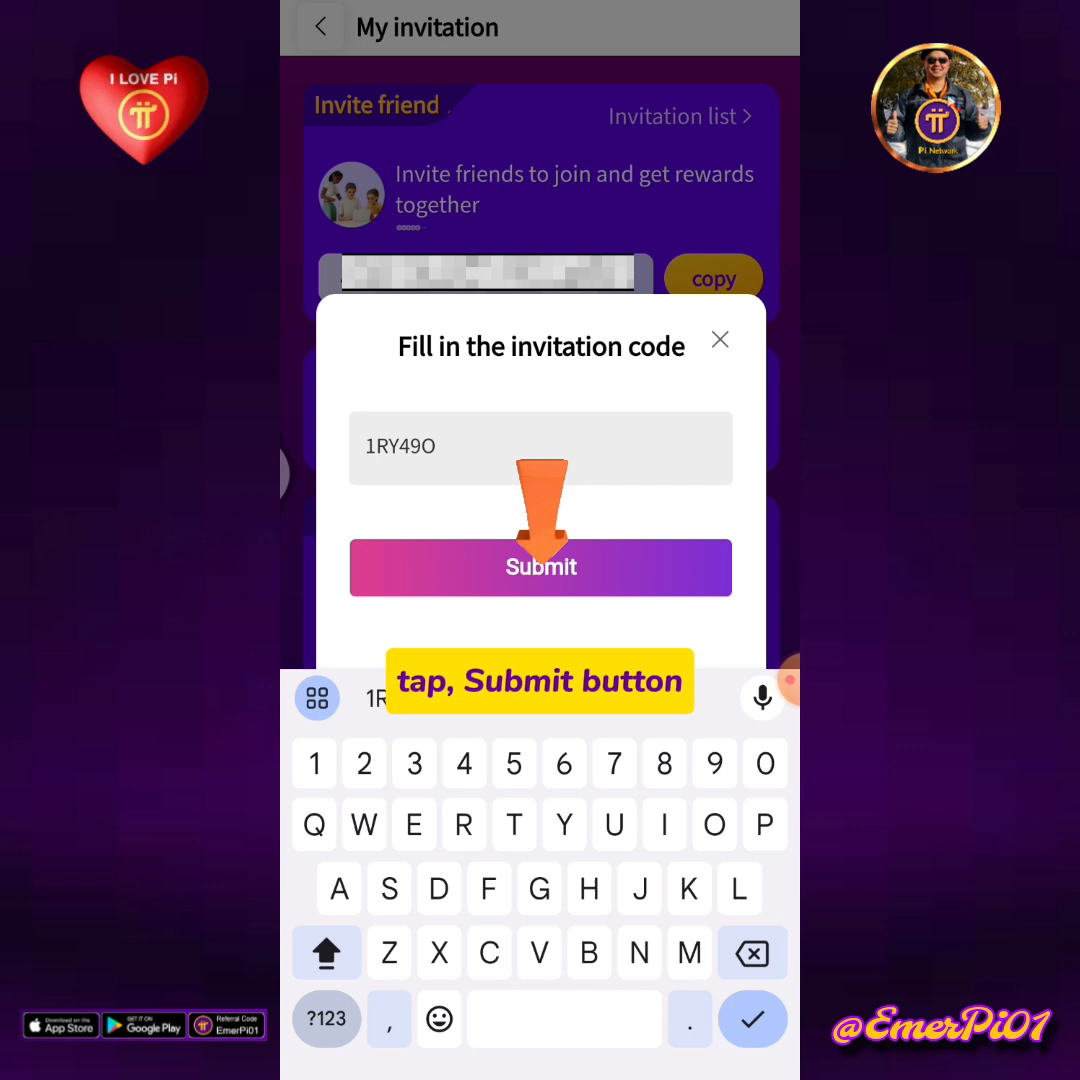 I LOVE Pi
My invitation
Pi Network
Invite friend
Invitation list >
Invite friends to join and get rewards
together
copy
Fill in the invitation code
1RY49O
Submit
1R
tap, Submit button
1 2 3 4 5 6 7 8 9 0
Q W E R T Y U I O P
A S D F G H J K L
Z X C V B N M
?123 , .
Download on the
App Store
GET IT ON
Google Play
Referral Code
EmerPi01
@EmerPi01